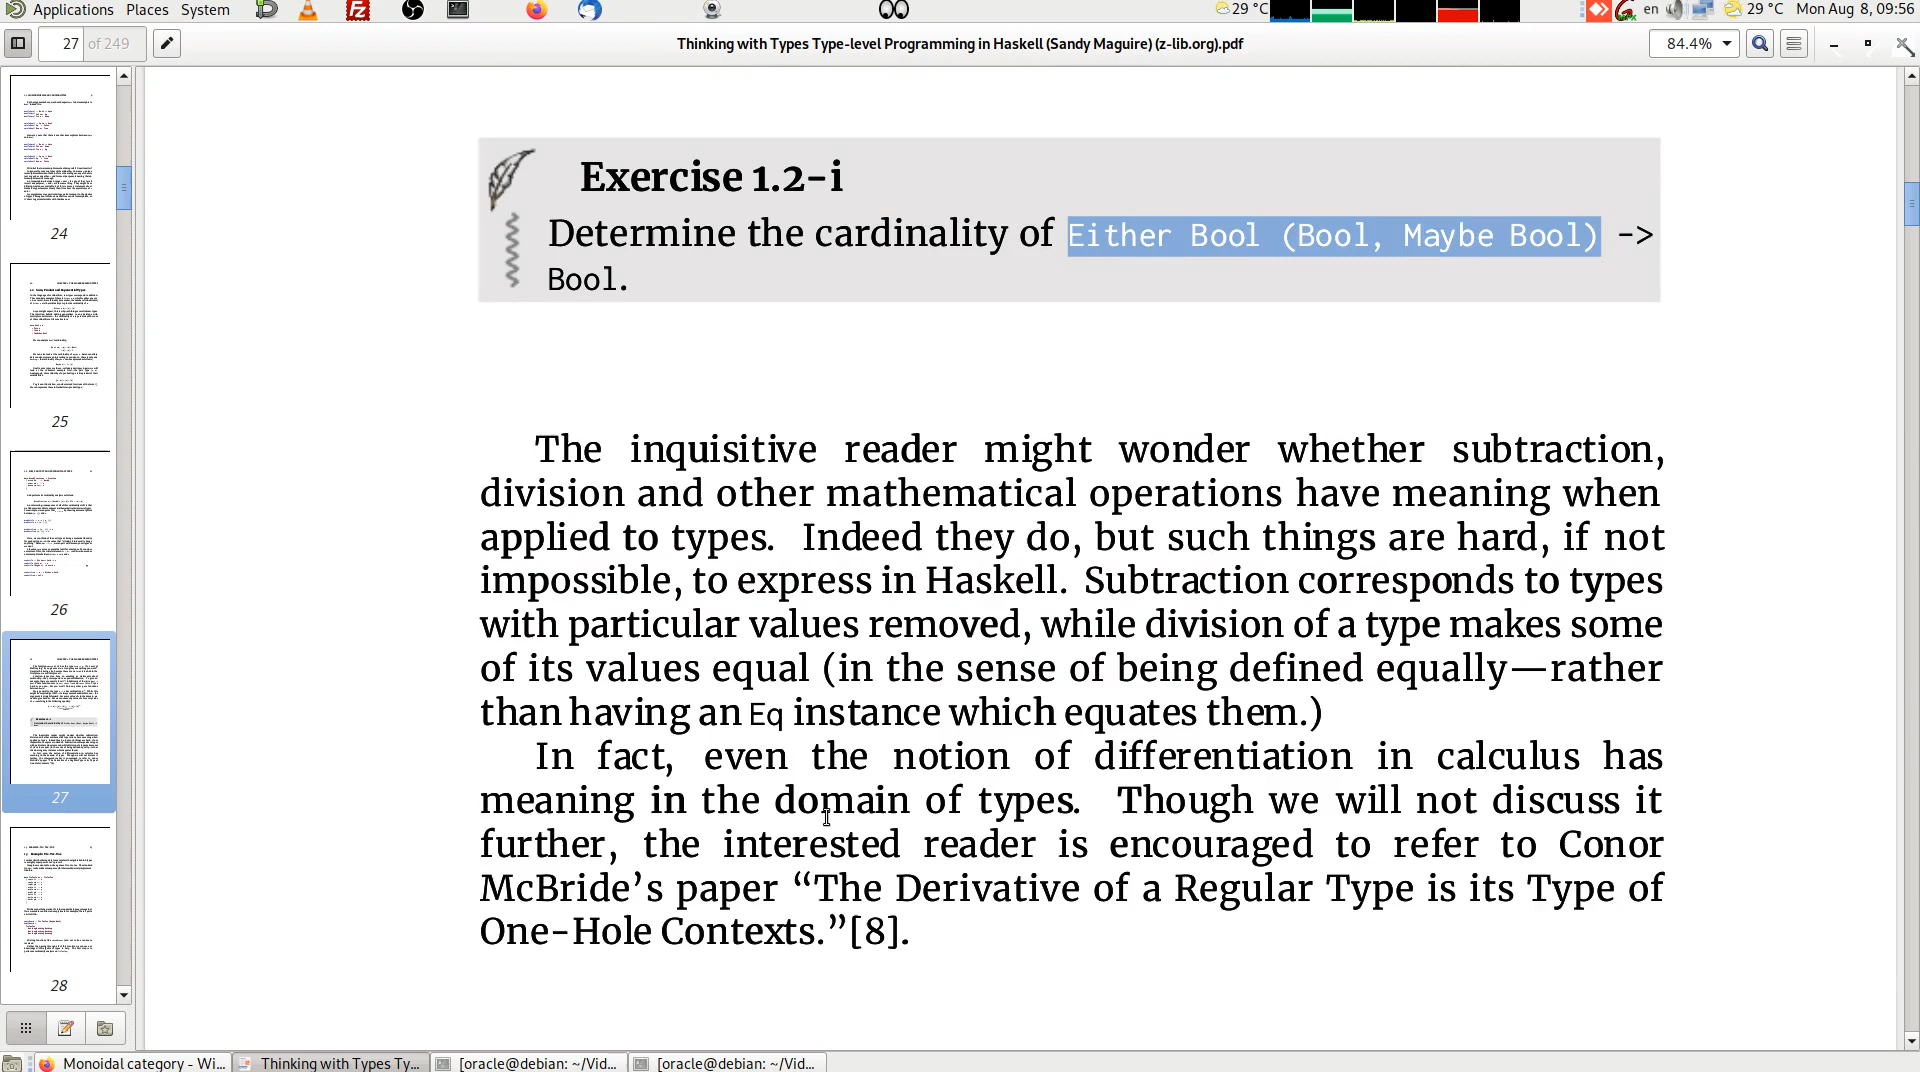 Applications Places System 29 °C en 29 °C Mon Aug 8, 09:56
27 of 249 Thinking with Types Type-level Programming in Haskell (Sandy Maguire) (z-lib.org).pdf 84.4%
24
25
26
27
28
Exercise 1.2-i
Determine the cardinality of Either Bool (Bool, Maybe Bool) ->
Bool.
The inquisitive reader might wonder whether subtraction,
division and other mathematical operations have meaning when
applied to types. Indeed they do, but such things are hard, if not
impossible, to express in Haskell. Subtraction corresponds to types
with particular values removed, while division of a type makes some
of its values equal (in the sense of being defined equally—rather
than having an Eq instance which equates them.)
In fact, even the notion of differentiation in calculus has
meaning in the domain of types. Though we will not discuss it
further, the interested reader is encouraged to refer to Conor
McBride’s paper “The Derivative of a Regular Type is its Type of
One-Hole Contexts.”[8].
Monoidal category - Wi... Thinking with Types Ty... [oracle@debian: ~/Vid... [oracle@debian: ~/Vid...